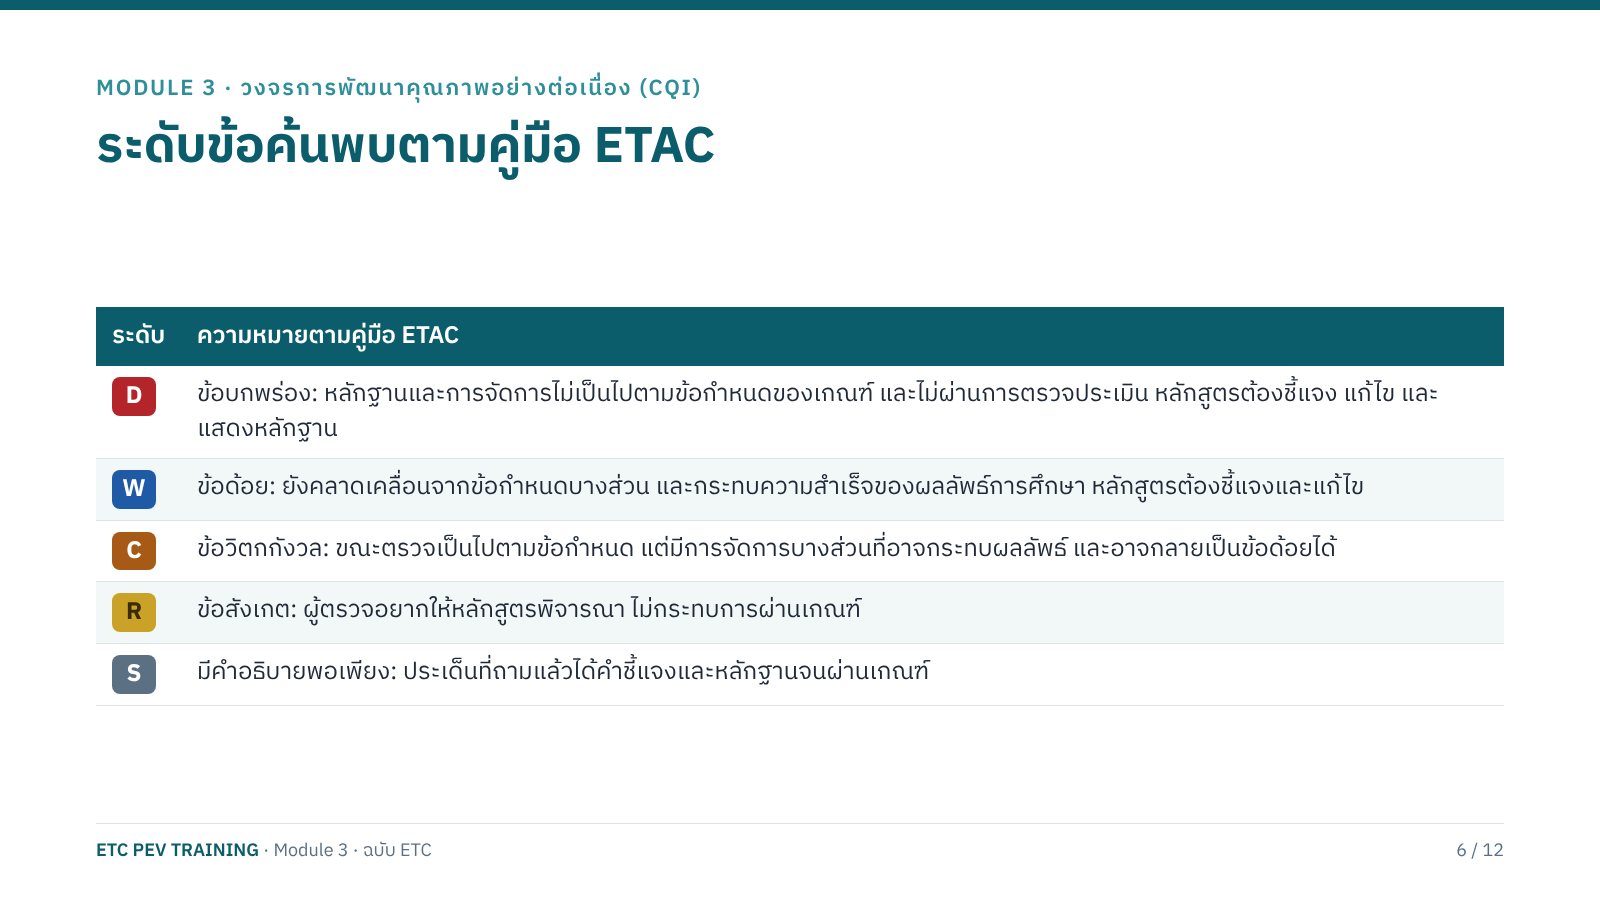 MODULE 3 · วงจรการพัฒนาคุณภาพอย่างต่อเนื่อง (CQI)
ระดับข้อค้นพบตามคู่มือ ETAC
ระดับ ความหมายตามคู่มือ ETAC
D ข้อบกพร่อง: หลักฐานและการจัดการไม่เป็นไปตามข้อกำหนดของเกณฑ์ และไม่ผ่านการตรวจประเมิน หลักสูตรต้องชี้แจง แก้ไข และ
แสดงหลักฐาน
W ข้อด้อย: ยังคลาดเคลื่อนจากข้อกำหนดบางส่วน และกระทบความสำเร็จของผลลัพธ์การศึกษา หลักสูตรต้องชี้แจงและแก้ไข
C ข้อวิตกกังวล: ขณะตรวจเป็นไปตามข้อกำหนด แต่มีการจัดการบางส่วนที่อาจกระทบผลลัพธ์ และอาจกลายเป็นข้อด้อยได้
R ข้อสังเกต: ผู้ตรวจอยากให้หลักสูตรพิจารณา ไม่กระทบการผ่านเกณฑ์
S มีคำอธิบายพอเพียง: ประเด็นที่ถามแล้วได้คำชี้แจงและหลักฐานจนผ่านเกณฑ์
ETC PEV TRAINING · Module 3 · ฉบับ ETC
6 / 12